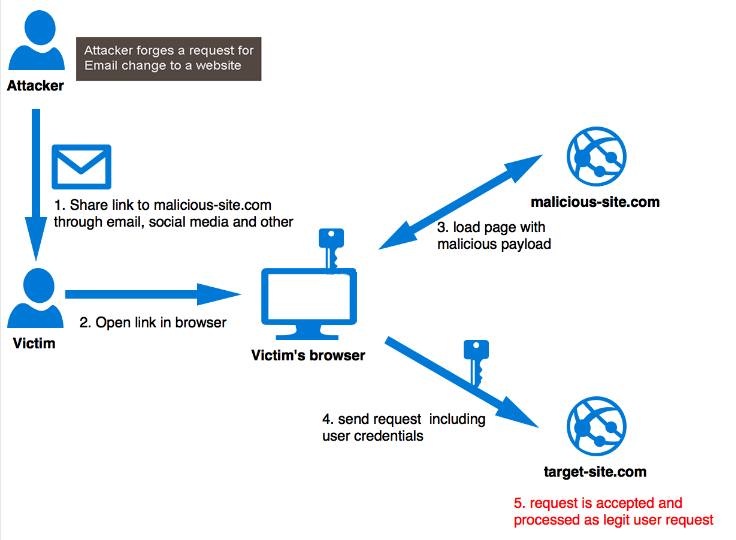 Attacker forges a request for
Email change to a website
Attacker
1. Share link to malicious-site.com
through email, social media and other
malicious-site.com
3. load page with
malicious payload
2. Open link in browser
Victim
Victim's browser
4. send request including
user credentials
target-site.com
5. request is accepted and
processed as legit user request